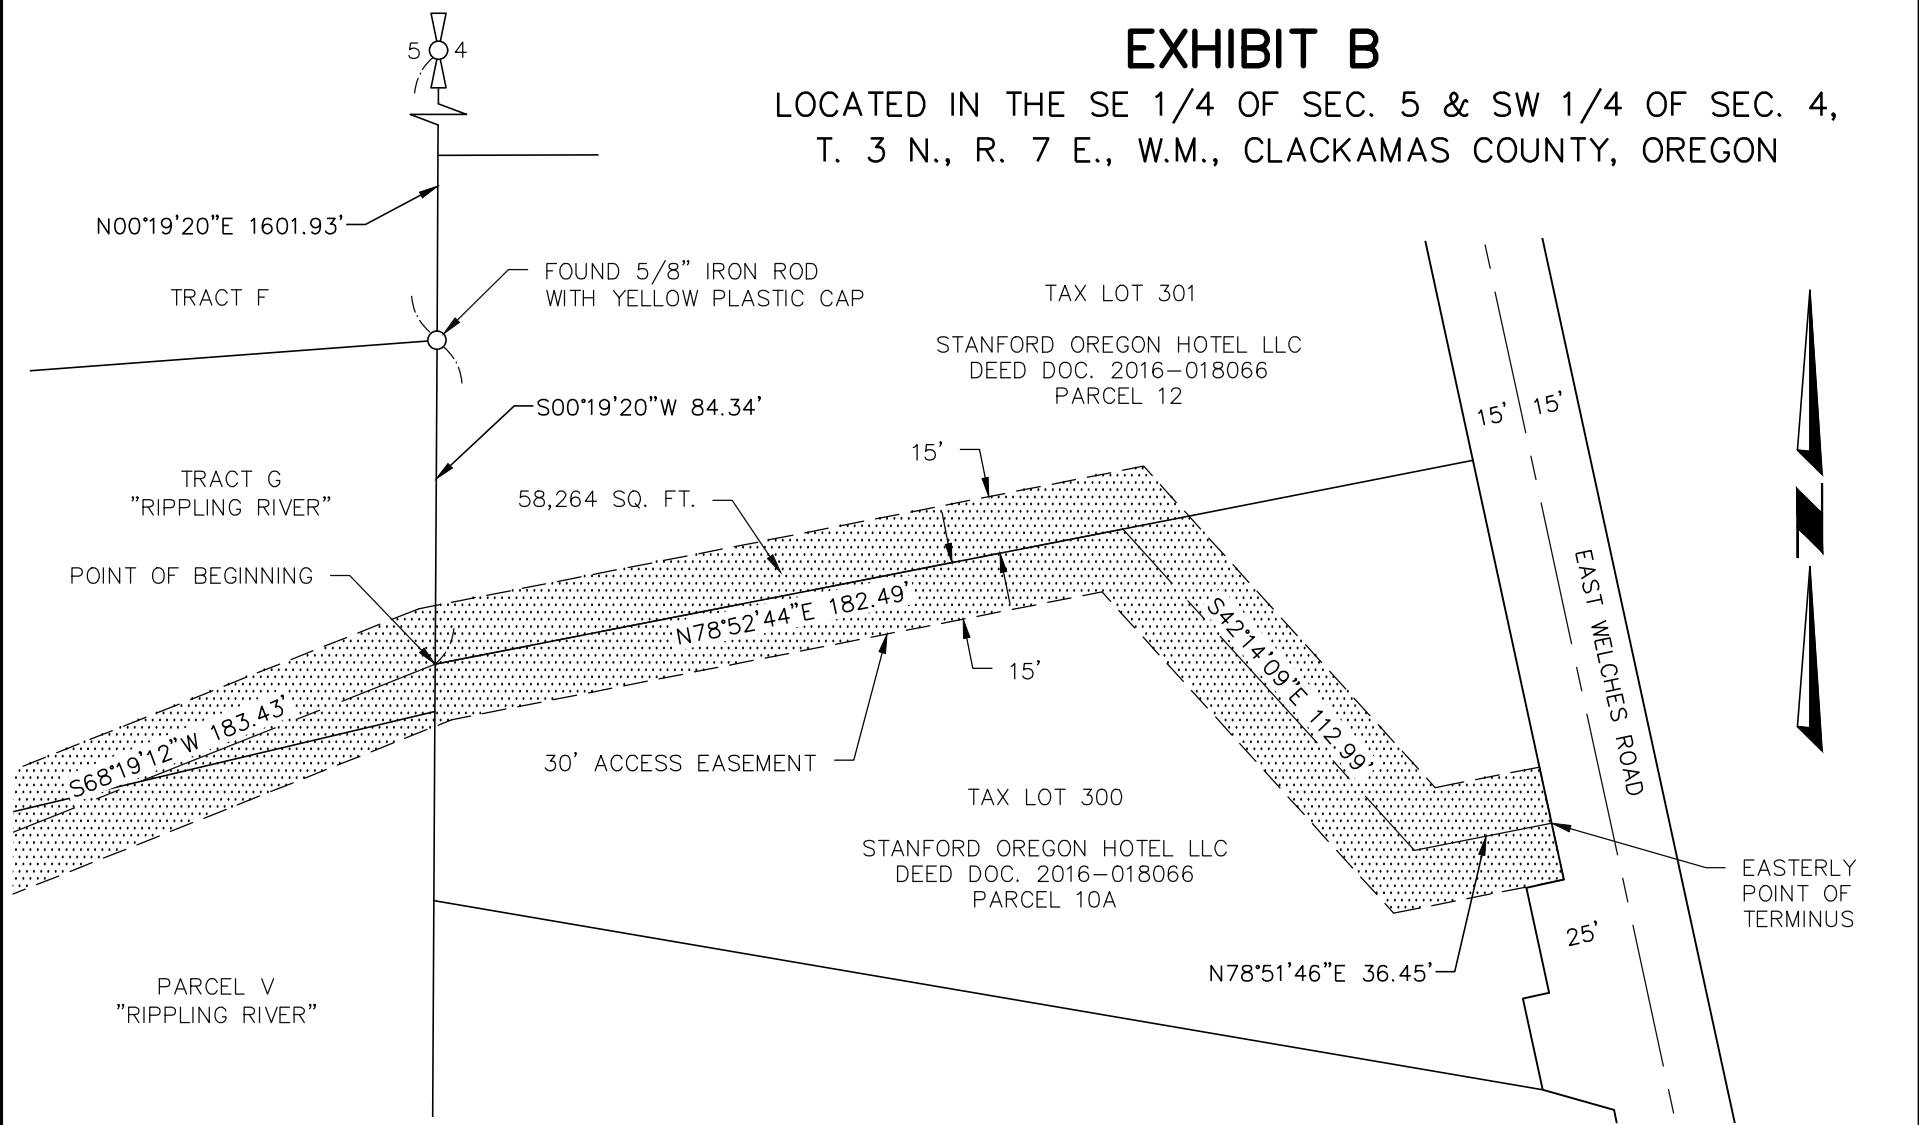 EXHIBIT B
LOCATED IN THE SE 1/4 OF SEC. 5 & SW 1/4 OF SEC. 4,
T. 3 N., R. 7 E., W.M., CLACKAMAS COUNTY, OREGON
5 4
N00°19'20"E 1601.93'
TRACT F
FOUND 5/8" IRON ROD
WITH YELLOW PLASTIC CAP
TAX LOT 301
STANFORD OREGON HOTEL LLC
DEED DOC. 2016-018066
PARCEL 12
S00°19'20"W 84.34'
15' 15'
TRACT G
"RIPPLING RIVER"
15'
58,264 SQ. FT.
N
POINT OF BEGINNING
N78°52'44"E 182.49'
S42°14'09"E 112.99'
EAST WELCHES ROAD
15'
S68°19'12"W 183.43'
30' ACCESS EASEMENT
TAX LOT 300
STANFORD OREGON HOTEL LLC
DEED DOC. 2016-018066
PARCEL 10A
EASTERLY
POINT OF
TERMINUS
25'
N78°51'46"E 36.45'
PARCEL V
"RIPPLING RIVER"